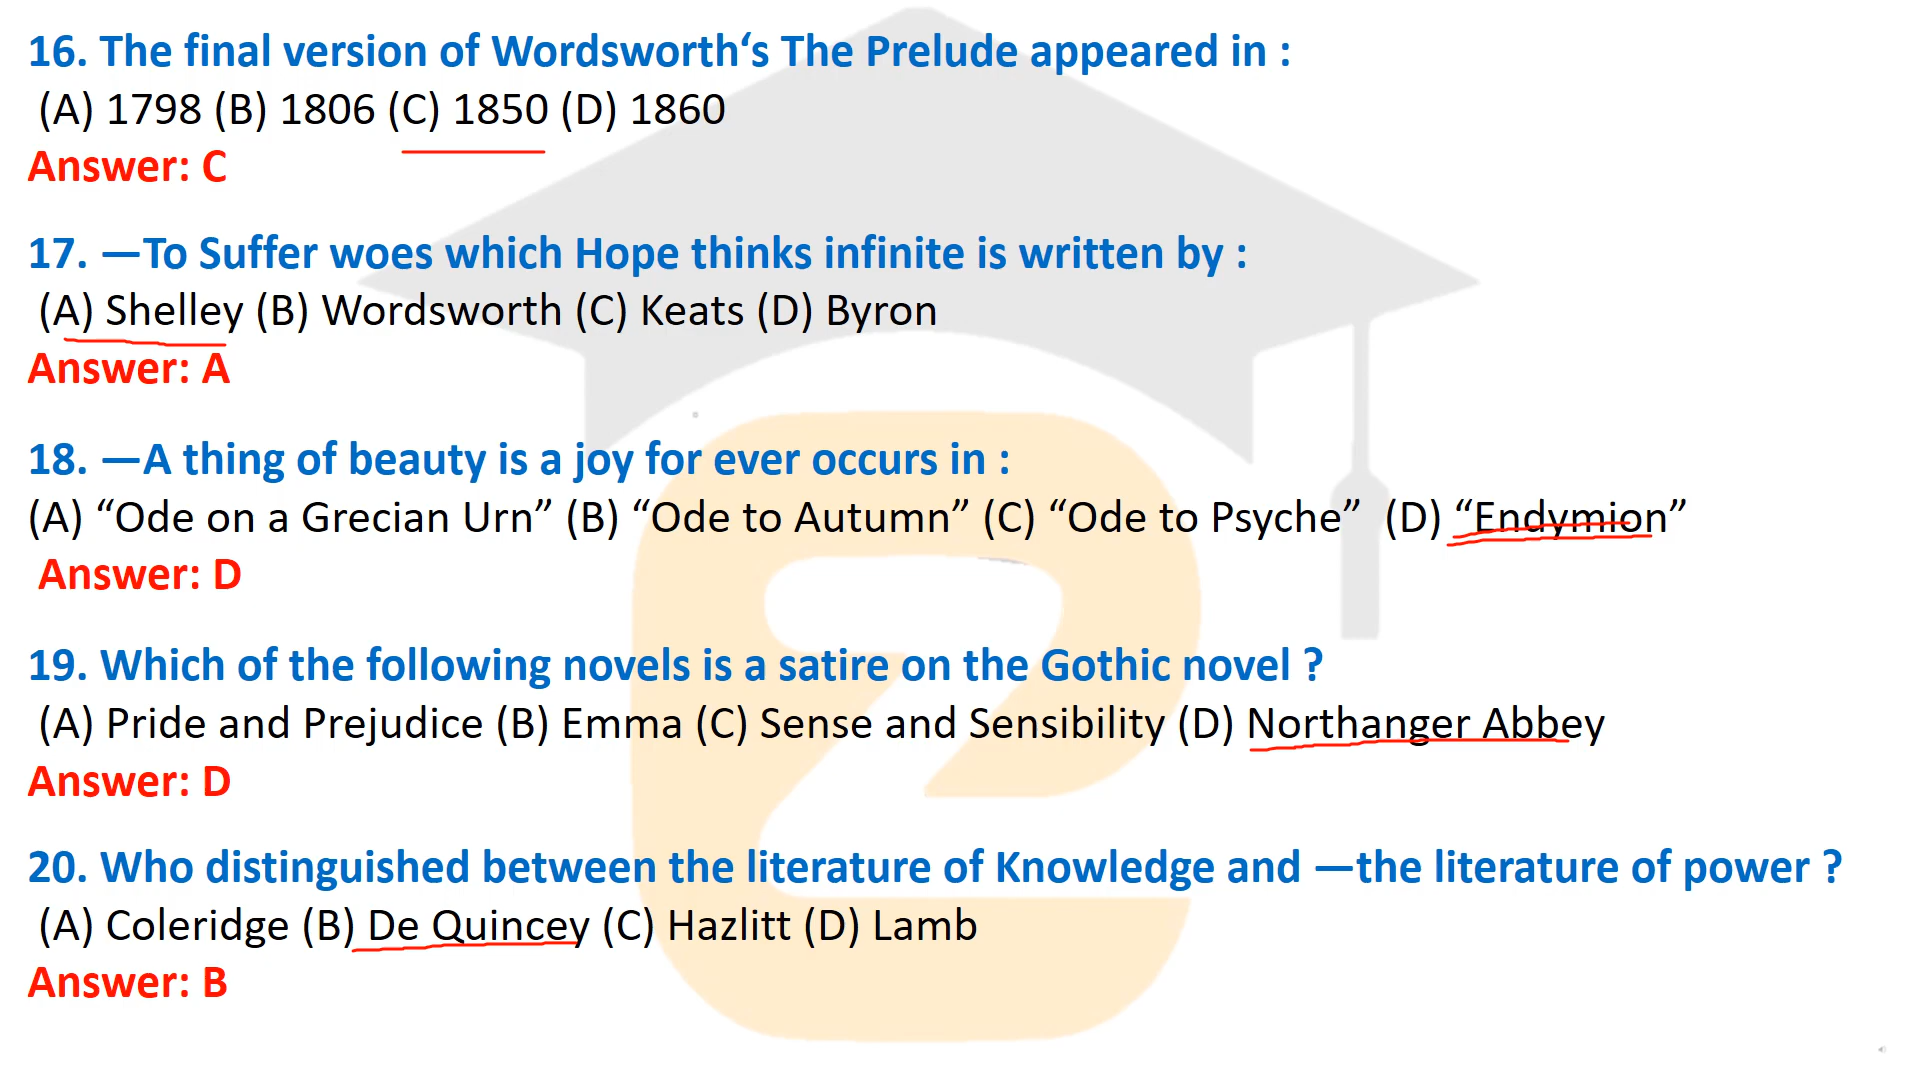 16. The final version of Wordsworth‘s The Prelude appeared in :
(A) 1798 (B) 1806 (C) 1850 (D) 1860
Answer: C
17. —To Suffer woes which Hope thinks infinite is written by :
(A) Shelley (B) Wordsworth (C) Keats (D) Byron
Answer: A
18. —A thing of beauty is a joy for ever occurs in :
(A) “Ode on a Grecian Urn” (B) “Ode to Autumn” (C) “Ode to Psyche” (D) “Endymion”
Answer: D
19. Which of the following novels is a satire on the Gothic novel ?
(A) Pride and Prejudice (B) Emma (C) Sense and Sensibility (D) Northanger Abbey
Answer: D
20. Who distinguished between the literature of Knowledge and —the literature of power ?
(A) Coleridge (B) De Quincey (C) Hazlitt (D) Lamb
Answer: B